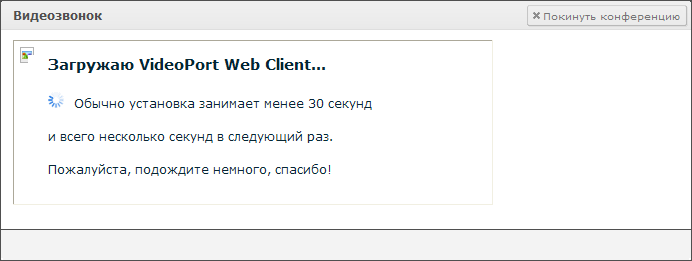 Видеозвонок
Покинуть конференцию
Загружаю VideoPort Web Client...
Обычно установка занимает менее 30 секунд
и всего несколько секунд в следующий раз.
Пожалуйста, подождите немного, спасибо!